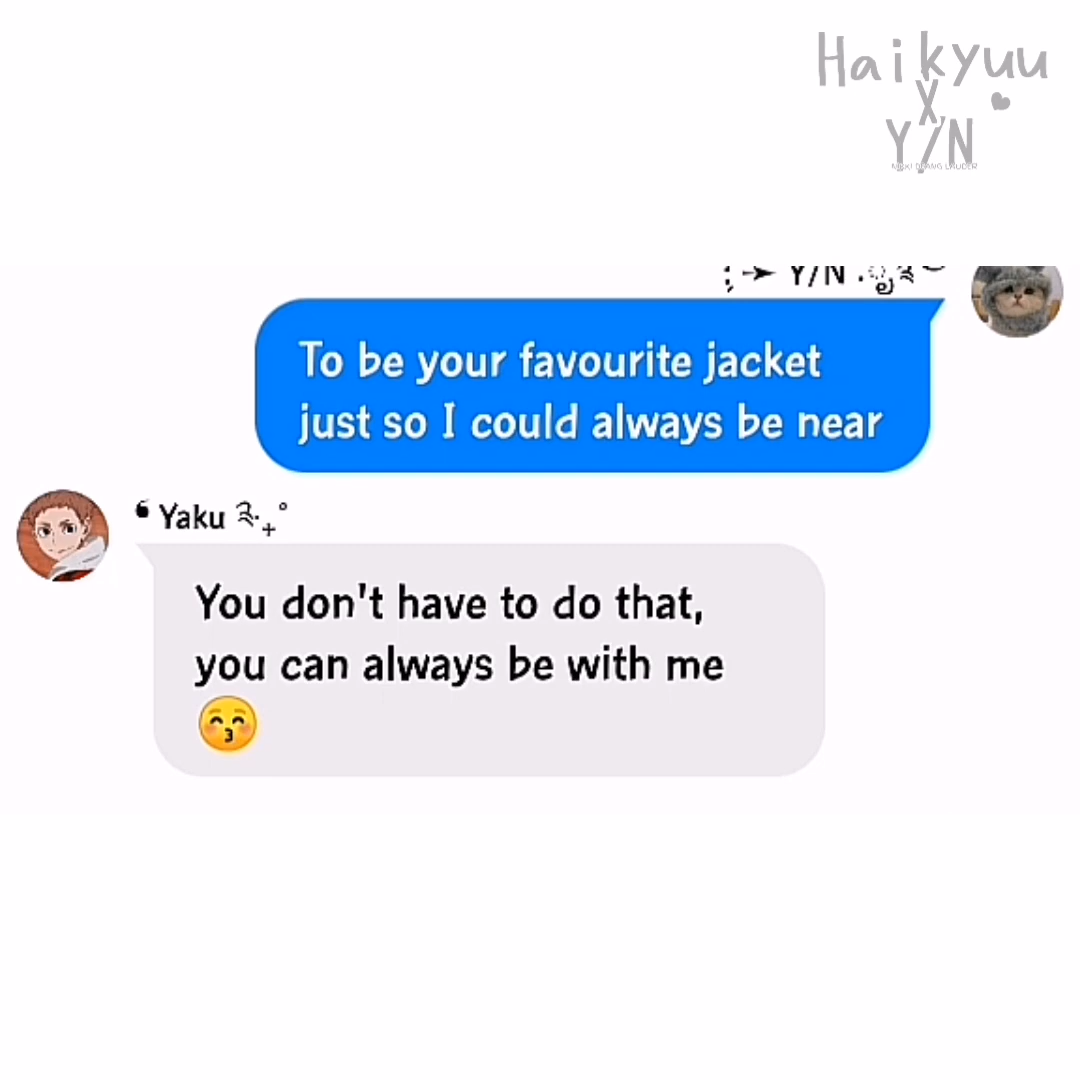 Haikyuu
X
Y/N
Y/N
To be your favourite jacket
just so I could always be near
Yaku
You don't have to do that,
you can always be with me
😚